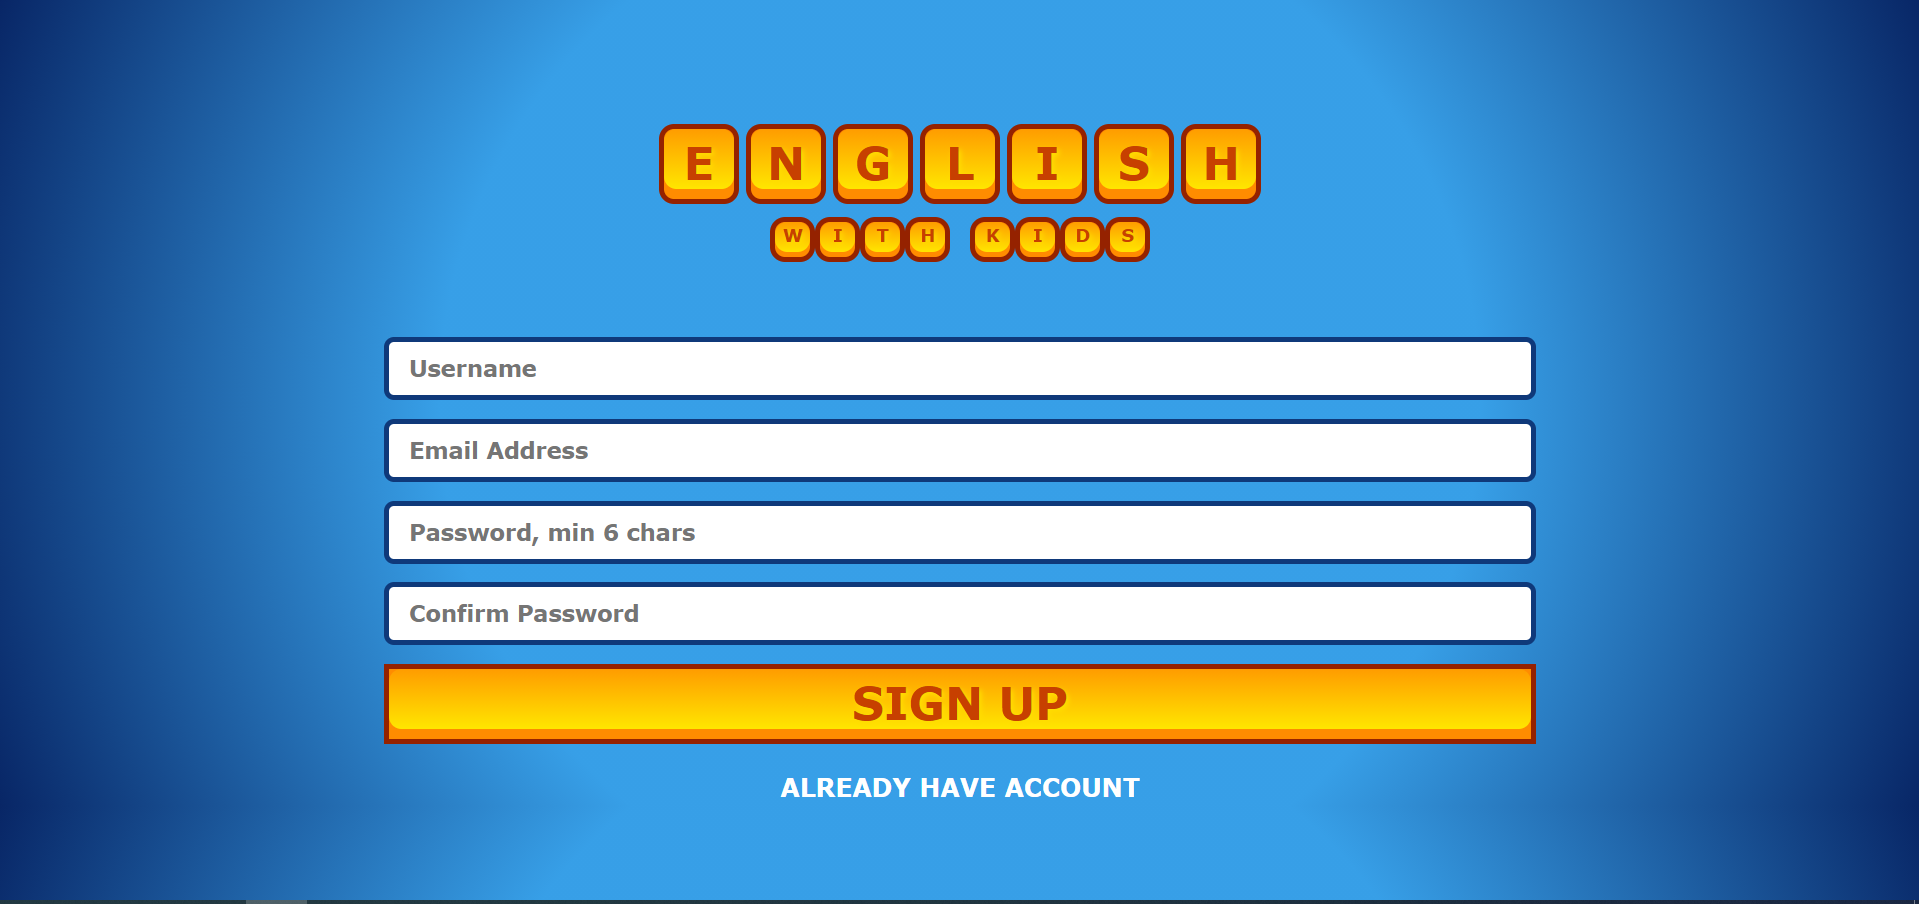 ENGLISH
WITH KIDS
Username
Email Address
Password, min 6 chars
Confirm Password
SIGN UP
ALREADY HAVE ACCOUNT